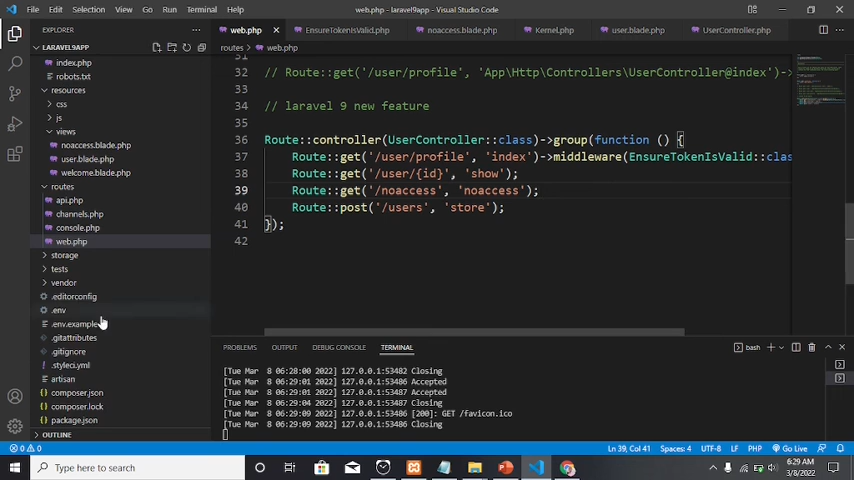 File Edit Selection View Go Run Terminal Help
web.php - laravel9app - Visual Studio Code
EXPLORER
LARAVEL9APP
index.php
robots.txt
resources
css
js
views
noaccess.blade.php
user.blade.php
welcome.blade.php
routes
api.php
channels.php
console.php
web.php
storage
tests
vendor
.editorconfig
.env
.env.example
.gitattributes
.gitignore
.styleci.yml
artisan
composer.json
composer.lock
package.json
OUTLINE
web.php
EnsureTokenIsValid.php
noaccess.blade.php
Kernel.php
user.blade.php
UserController.php
routes > web.php
31
32 // Route::get('/user/profile', 'App\Http\Controllers\UserController@index')->
33
34 // laravel 9 new feature
35
36 Route::controller(UserController::class)->group(function () {
37 Route::get('/user/profile', 'index')->middleware(EnsureTokenIsValid::class
38 Route::get('/user/{id}', 'show');
39 Route::get('/noaccess', 'noaccess');
40 Route::post('/users', 'store');
41 });
42
PROBLEMS OUTPUT DEBUG CONSOLE TERMINAL
bash
[Tue Mar 8 06:28:00 2022] 127.0.0.1:53482 Closing
[Tue Mar 8 06:29:01 2022] 127.0.0.1:53486 Accepted
[Tue Mar 8 06:29:01 2022] 127.0.0.1:53487 Accepted
[Tue Mar 8 06:29:04 2022] 127.0.0.1:53487 Closing
[Tue Mar 8 06:29:09 2022] 127.0.0.1:53486 [200]: GET /favicon.ico
[Tue Mar 8 06:29:09 2022] 127.0.0.1:53486 Closing
0 0
Ln 39, Col 41 Spaces: 4 UTF-8 LF PHP Go Live
Type here to search
6:29 AM
3/8/2022